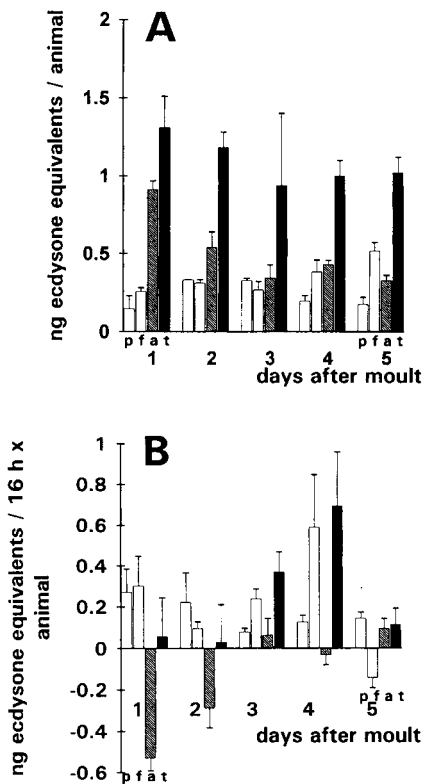 A
ng ecdysone equivalents / animal
2
1.5
1
0.5
0
p f a t
p f a t
1 2 3 4 5
days after moult
B
ng ecdysone equivalents / 16 h x
animal
1
0.8
0.6
0.4
0.2
0
-0.2
-0.4
-0.6
1 2 3 4 5
p f a t
days after moult
p f a t